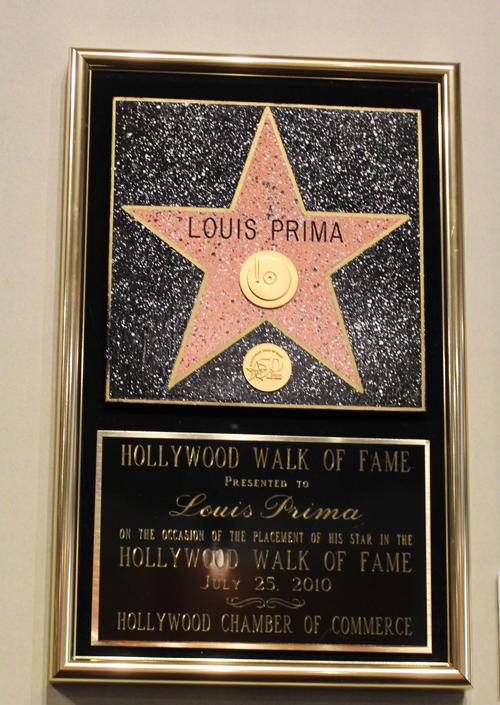 LOUIS PRIMA
50
HOLLYWOOD WALK OF FAME
PRESENTED TO
Louis Prima
ON THE OCCASION OF THE PLACEMENT OF HIS STAR IN THE
HOLLYWOOD WALK OF FAME
JULY 25, 2010
HOLLYWOOD CHAMBER OF COMMERCE